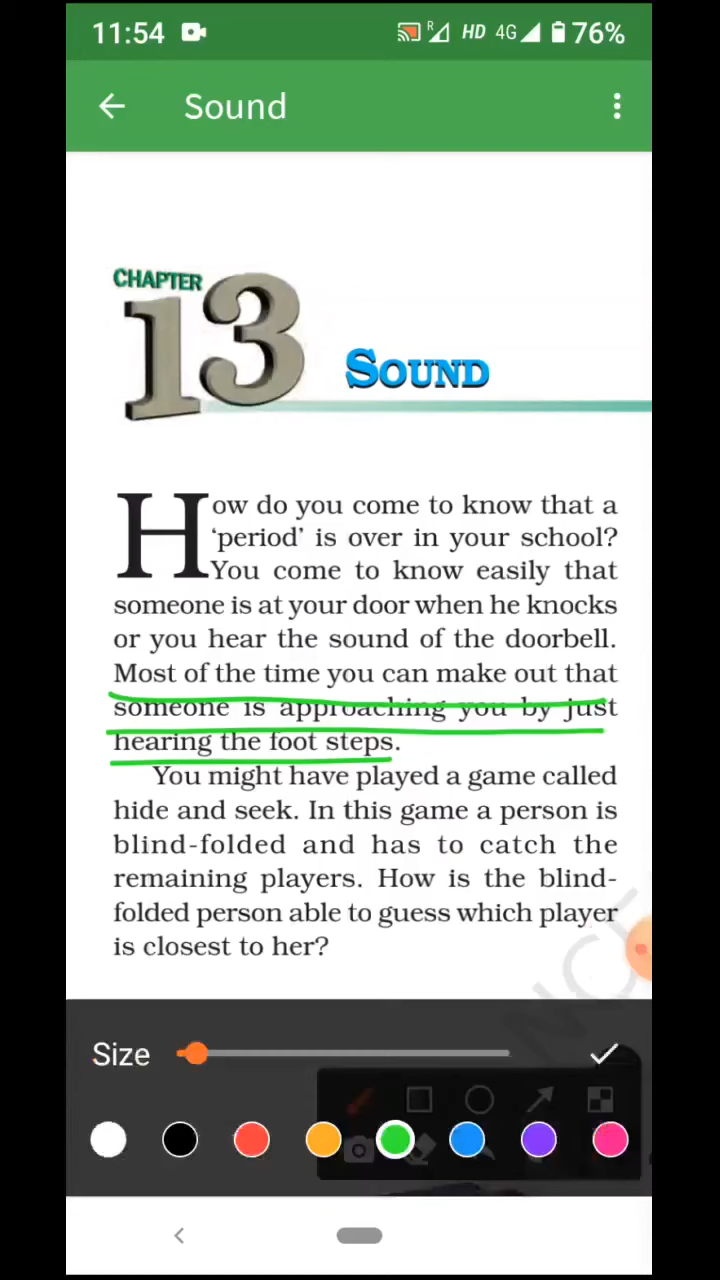 11:54
R HD 4G 76%
Sound
CHAPTER
13
SOUND
How do you come to know that a
'period' is over in your school?
You come to know easily that
someone is at your door when he knocks
or you hear the sound of the doorbell.
Most of the time you can make out that
someone is approaching you by just
hearing the foot steps.
You might have played a game called
hide and seek. In this game a person is
blind-folded and has to catch the
remaining players. How is the blind-
folded person able to guess which player
is closest to her?
Size